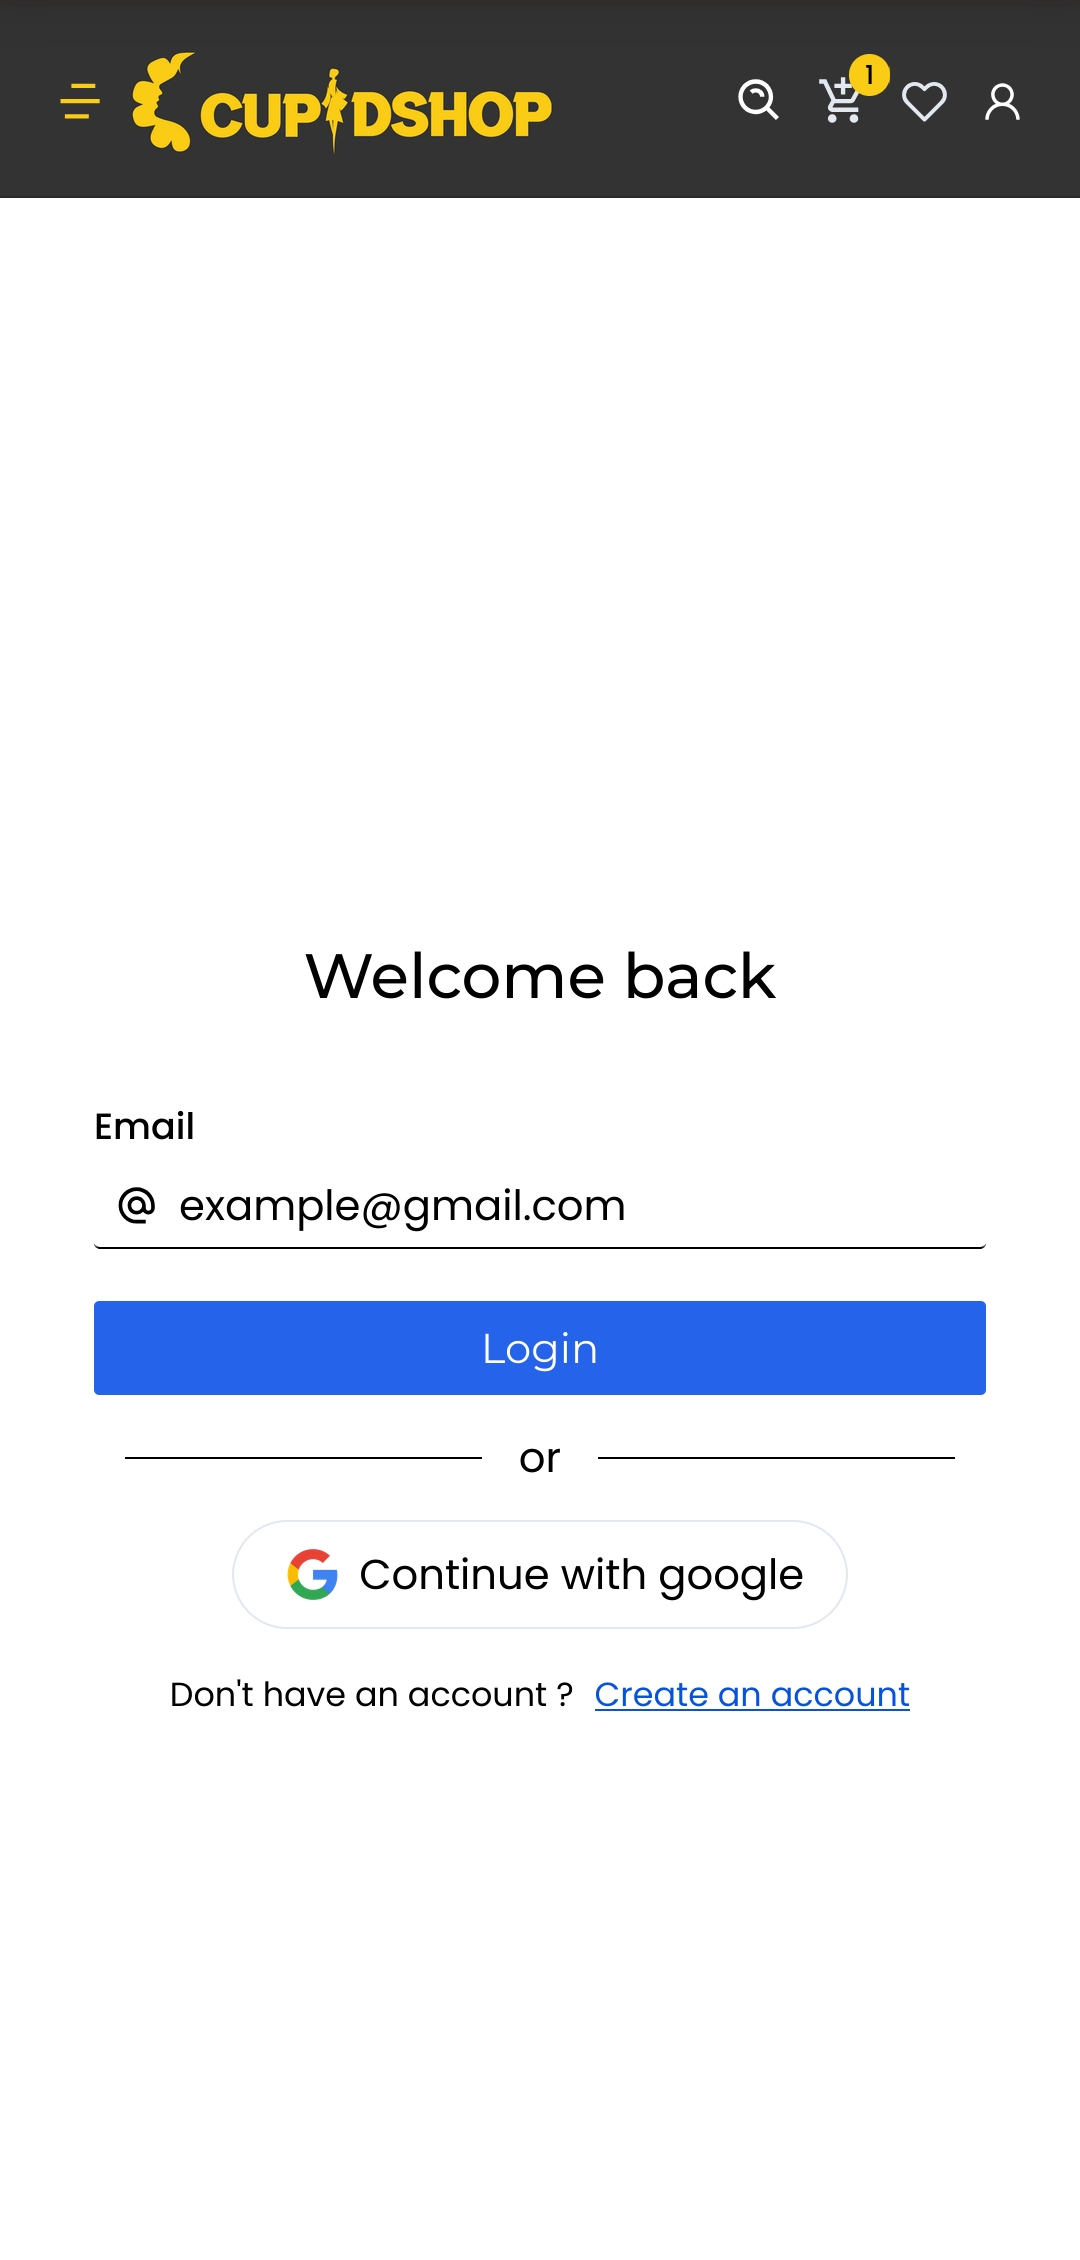 CUPIDSHOP
1
Welcome back
Email
example@gmail.com
Login
or
Continue with google
Don't have an account ? Create an account